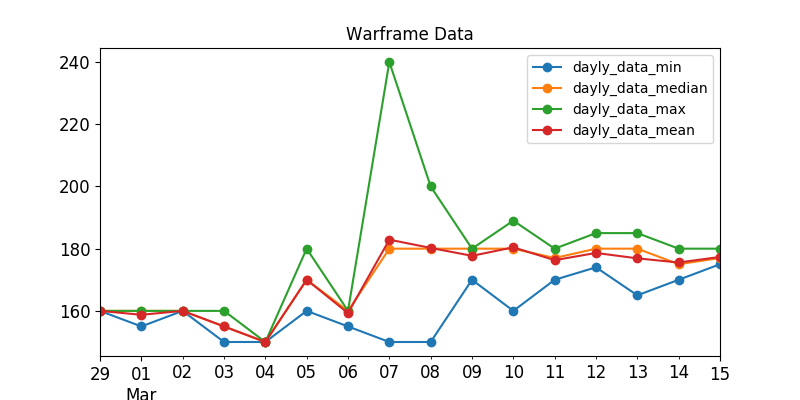 Warframe Data
dayly_data_min
dayly_data_median
dayly_data_max
dayly_data_mean
240
220
200
180
160
29 01 02 03 04 05 06 07 08 09 10 11 12 13 14 15
Mar